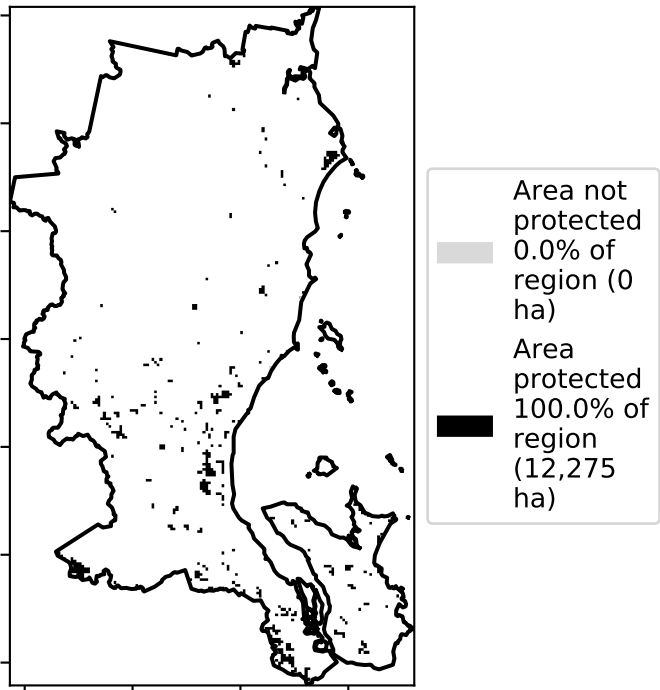 Area not
protected
0.0% of
region (0
ha)
Area
protected
100.0% of
region
(12,275
ha)